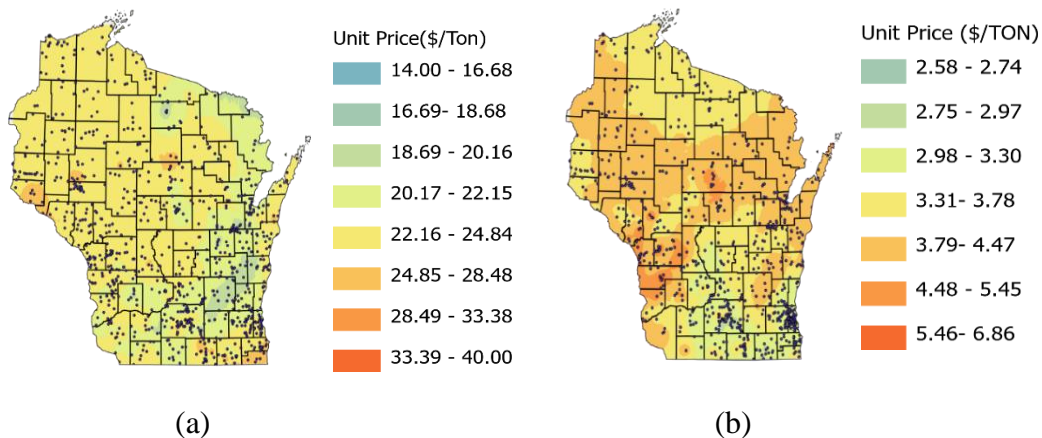 Unit Price($/Ton)
14.00 - 16.68
16.69- 18.68
18.69 - 20.16
20.17 - 22.15
22.16 - 24.84
24.85 - 28.48
28.49 - 33.38
33.39 - 40.00
(a)
Unit Price ($/TON)
2.58 - 2.74
2.75 - 2.97
2.98 - 3.30
3.31- 3.78
3.79- 4.47
4.48 - 5.45
5.46- 6.86
(b)